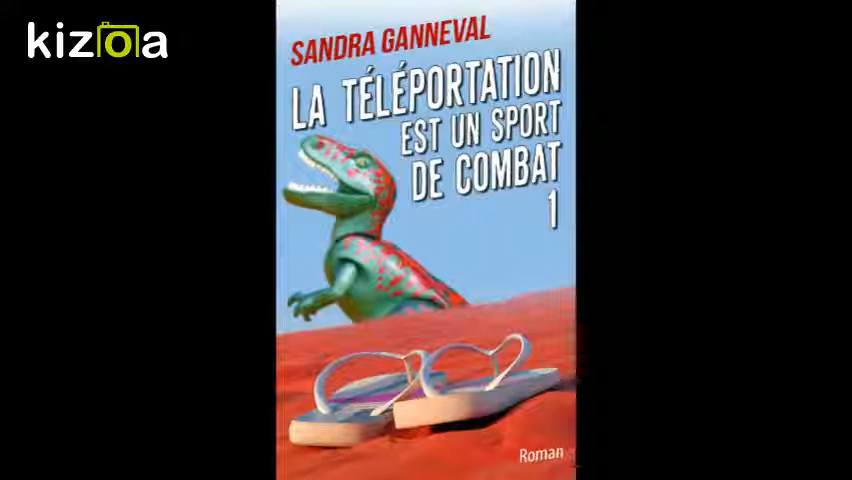 kizoa
SANDRA GANNEVAL
LA TÉLÉPORTATION
EST UN SPORT
DE COMBAT
1
Roman